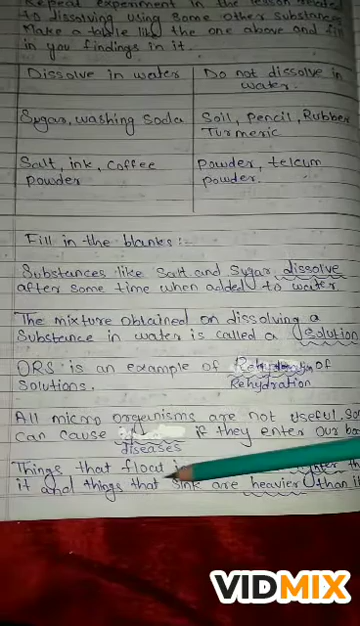 Repeat experiment in the lesson related
to dissolving using some other substances
Make a table like the one above and fill
in you findings in it.
Dissolve in water
Do not dissolve in
water.
Sugar, washing soda
Soil, Pencil, Rubber
Turmeric
Salt, ink, coffee
powder
powder, telcum
powder.
Fill in the blanks:-
Substances like Salt and Sugar dissolve
after some time when added to water
The mixture obtained on dissolving a
Substance in water is called a solution
ORS is an example of Rehydration of
Solutions.
Rehydration
All micro orgenisms are not useful. So
can cause if they enter our
diseases
Things that float
it and things that sink are heavier than it
VIDMIX